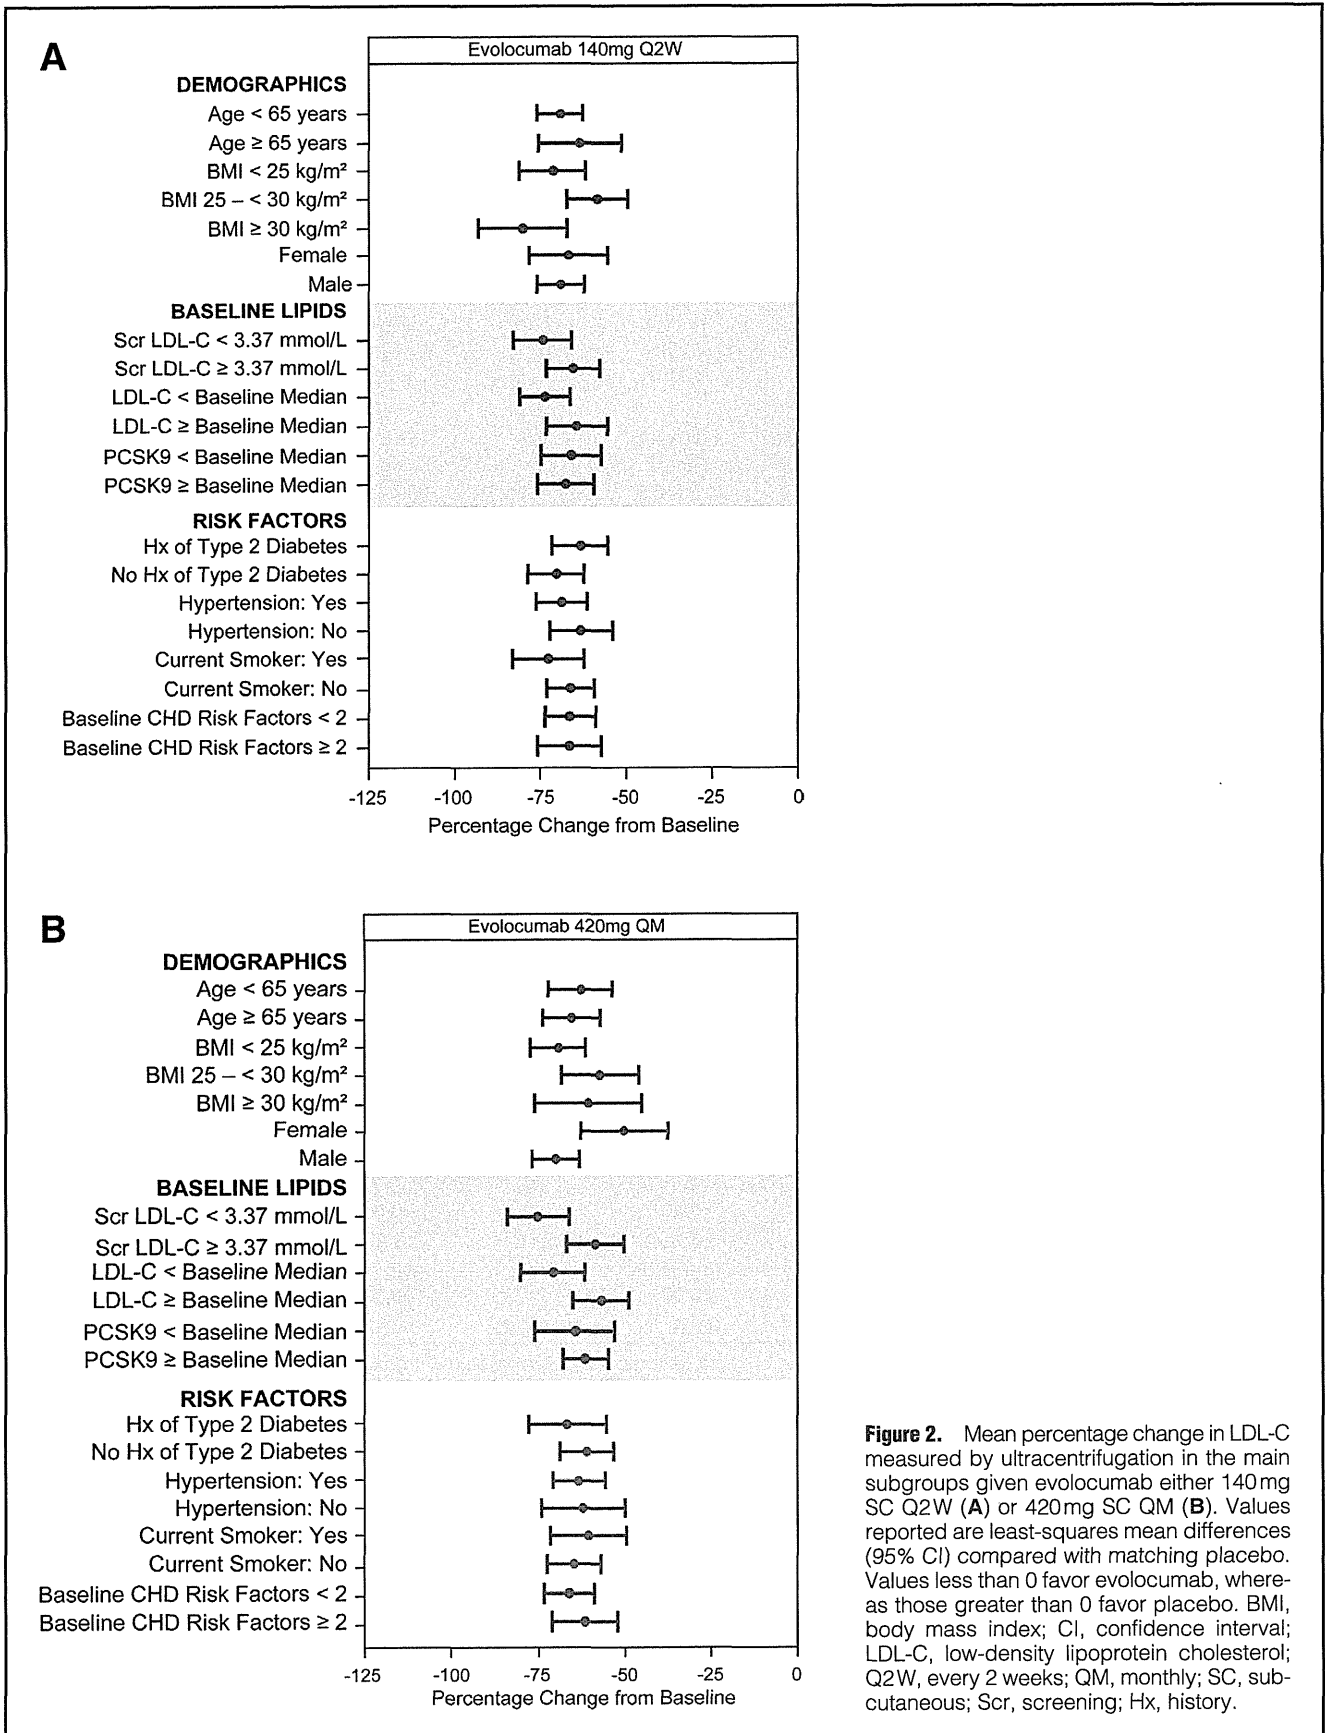 A
Evolocumab 140mg Q2W
DEMOGRAPHICS
Age < 65 years
Age ≥ 65 years
BMI < 25 kg/m²
BMI 25 – < 30 kg/m²
BMI ≥ 30 kg/m²
Female
Male
BASELINE LIPIDS
Scr LDL-C < 3.37 mmol/L
Scr LDL-C ≥ 3.37 mmol/L
LDL-C < Baseline Median
LDL-C ≥ Baseline Median
PCSK9 < Baseline Median
PCSK9 ≥ Baseline Median
RISK FACTORS
Hx of Type 2 Diabetes
No Hx of Type 2 Diabetes
Hypertension: Yes
Hypertension: No
Current Smoker: Yes
Current Smoker: No
Baseline CHD Risk Factors < 2
Baseline CHD Risk Factors ≥ 2
-125 -100 -75 -50 -25 0
Percentage Change from Baseline
B
Evolocumab 420mg QM
DEMOGRAPHICS
Age < 65 years
Age ≥ 65 years
BMI < 25 kg/m²
BMI 25 – < 30 kg/m²
BMI ≥ 30 kg/m²
Female
Male
BASELINE LIPIDS
Scr LDL-C < 3.37 mmol/L
Scr LDL-C ≥ 3.37 mmol/L
LDL-C < Baseline Median
LDL-C ≥ Baseline Median
PCSK9 < Baseline Median
PCSK9 ≥ Baseline Median
RISK FACTORS
Hx of Type 2 Diabetes
No Hx of Type 2 Diabetes
Hypertension: Yes
Hypertension: No
Current Smoker: Yes
Current Smoker: No
Baseline CHD Risk Factors < 2
Baseline CHD Risk Factors ≥ 2
-125 -100 -75 -50 -25 0
Percentage Change from Baseline
Figure 2. Mean percentage change in LDL-C
measured by ultracentrifugation in the main
subgroups given evolocumab either 140 mg
SC Q2W (A) or 420 mg SC QM (B). Values
reported are least-squares mean differences
(95% CI) compared with matching placebo.
Values less than 0 favor evolocumab, where-
as those greater than 0 favor placebo. BMI,
body mass index; CI, confidence interval;
LDL-C, low-density lipoprotein cholesterol;
Q2W, every 2 weeks; QM, monthly; SC, sub-
cutaneous; Scr, screening; Hx, history.